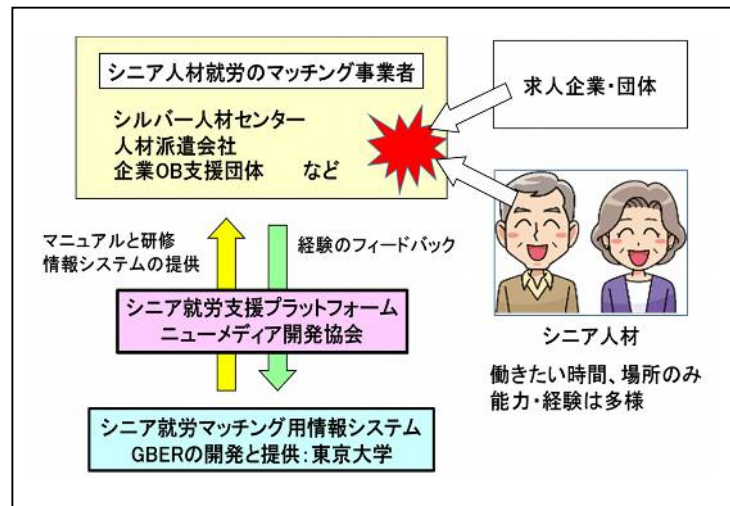 シニア人材就労のマッチング事業者
シルバー人材センター
人材派遣会社
企業OB支援団体　など
求人企業・団体
マニュアルと研修
情報システムの提供
経験のフィードバック
シニア就労支援プラットフォーム
ニューメディア開発協会
シニア人材
働きたい時間、場所のみ
能力・経験は多様
シニア就労マッチング用情報システム
GBERの開発と提供：東京大学